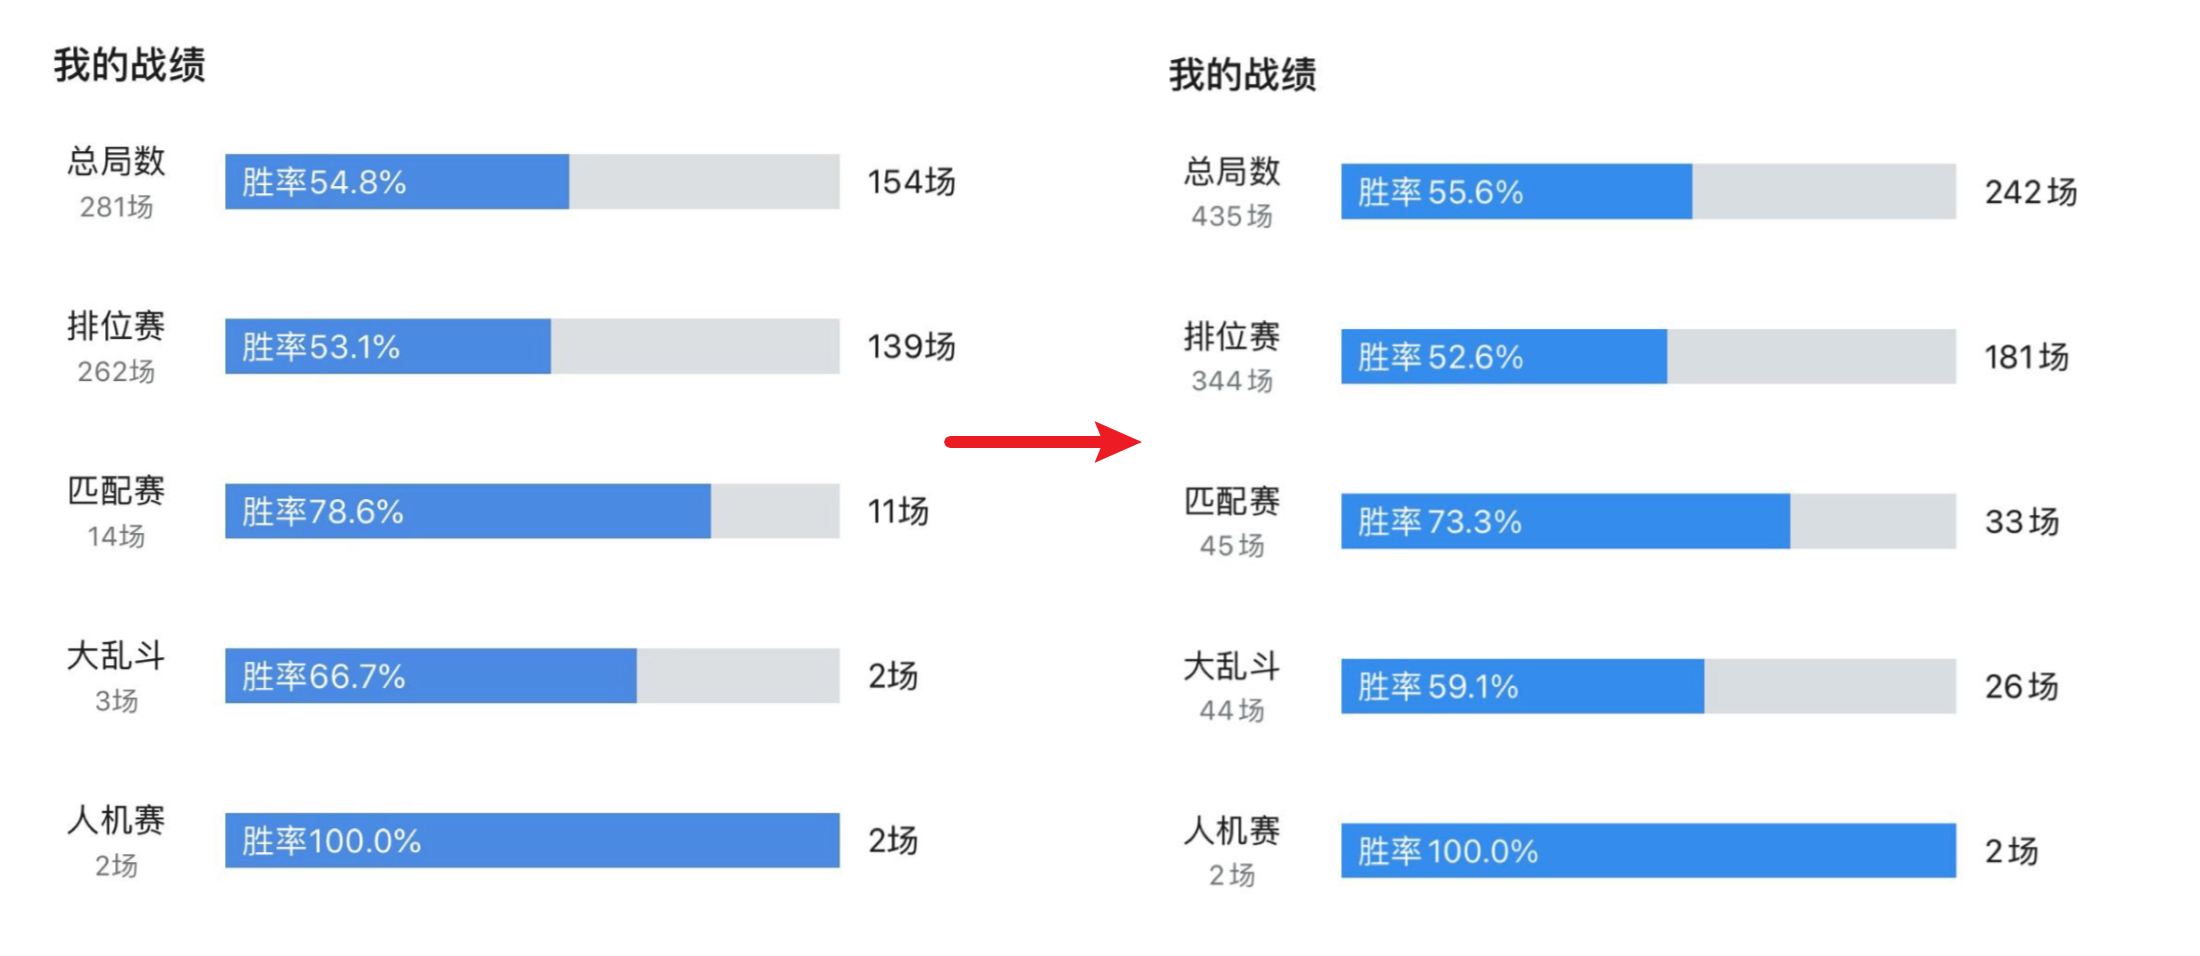 我的战绩
总局数
281场
胜率54.8%
154场
排位赛
262场
胜率53.1%
139场
匹配赛
14场
胜率78.6%
11场
大乱斗
3场
胜率66.7%
2场
人机赛
2场
胜率100.0%
2场
我的战绩
总局数
435场
胜率55.6%
242场
排位赛
344场
胜率52.6%
181场
匹配赛
45场
胜率73.3%
33场
大乱斗
44场
胜率59.1%
26场
人机赛
2场
胜率100.0%
2场